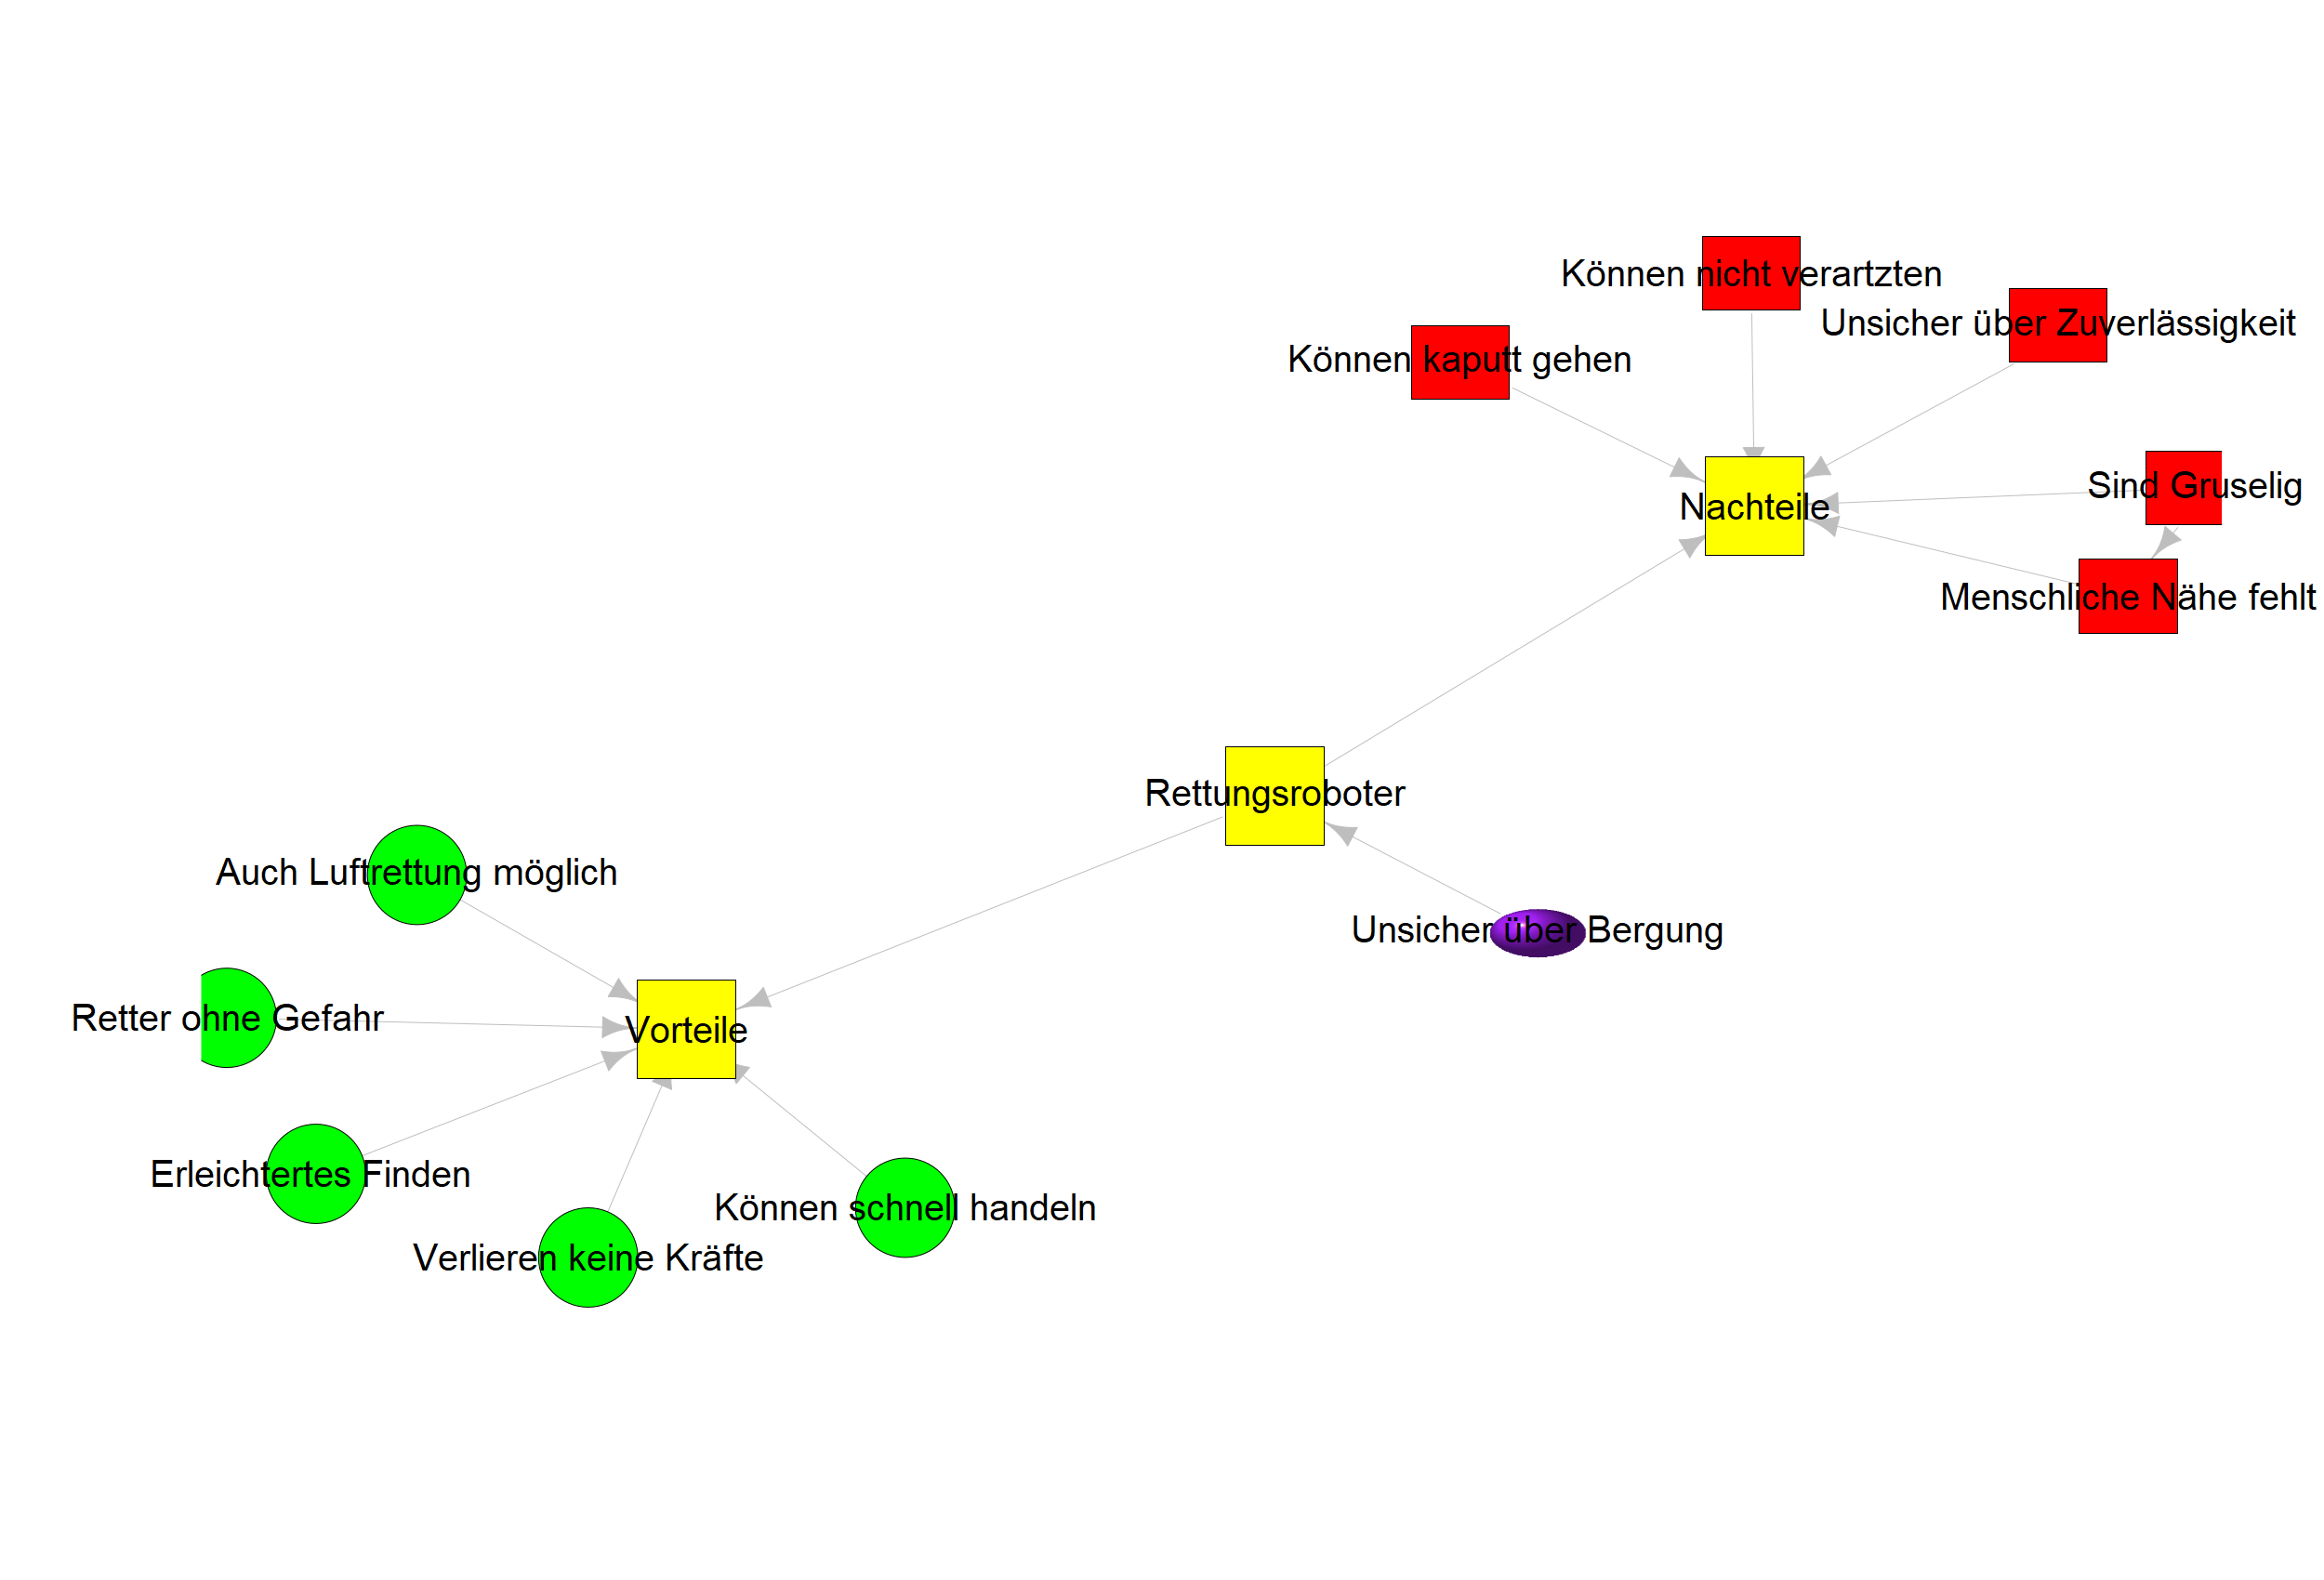 Können nicht verartzten
Unsicher über Zuverlässigkeit
Können kaputt gehen
Sind Gruselig
Nachteile
Menschliche Nähe fehlt
Rettungsroboter
Auch Luftrettung möglich
Unsicher über Bergung
Retter ohne Gefahr
Vorteile
Erleichtertes Finden
Können schnell handeln
Verlieren keine Kräfte